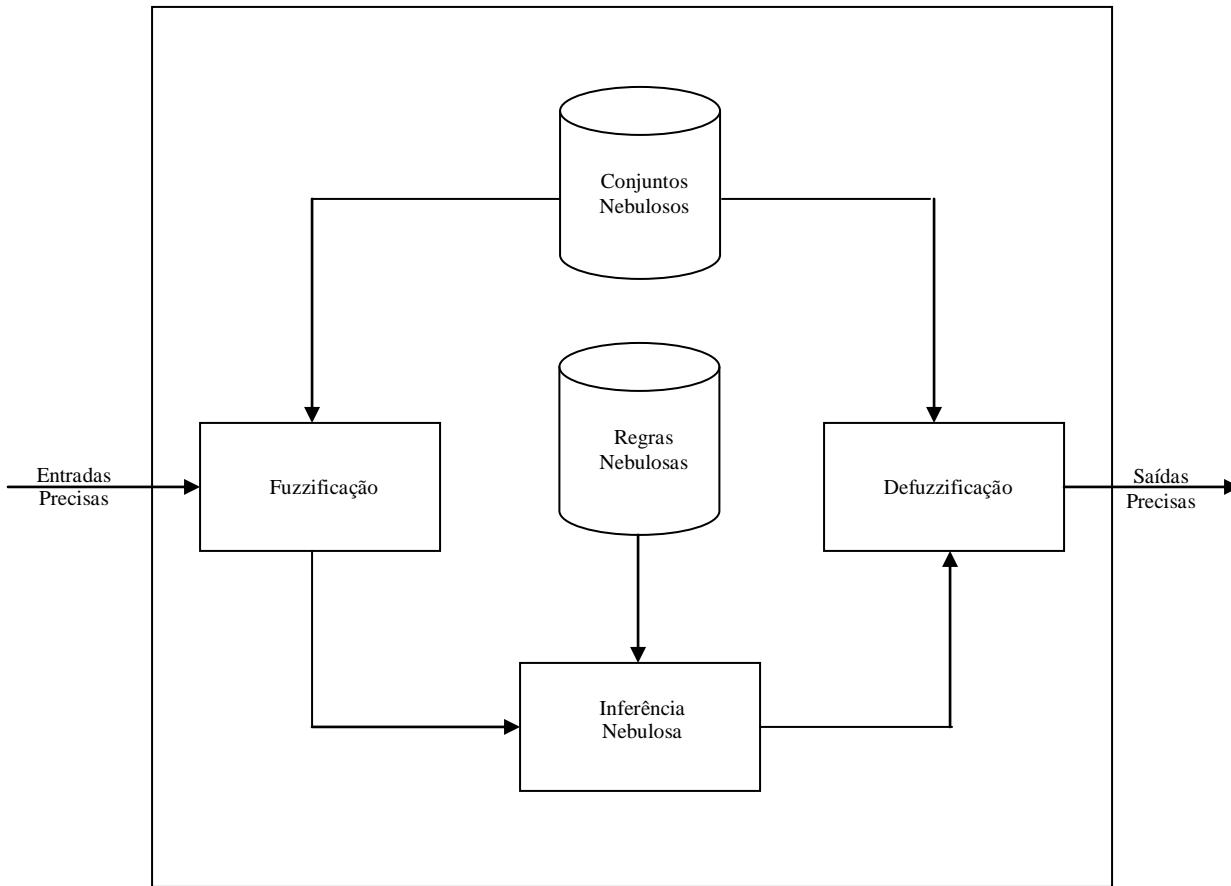 Conjuntos
Nebulosos
Regras
Nebulosas
Entradas
Precisas
Fuzzificação
Defuzzificação
Saídas
Precisas
Inferência
Nebulosa